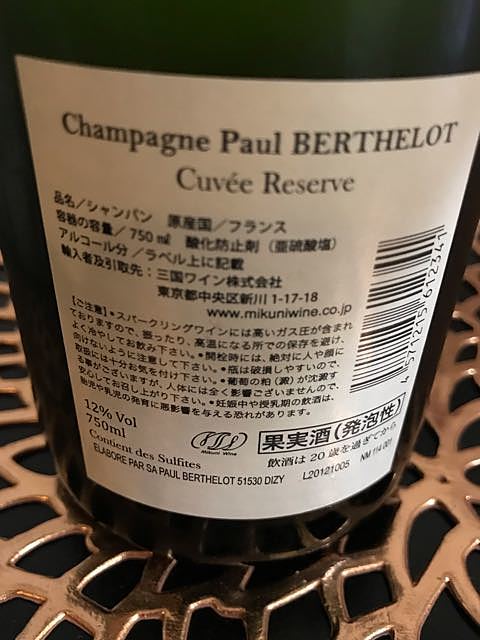 Champagne Paul BERTHELOT
Cuvée Reserve
品名／シャンパン 原産国／フランス
容器の容量／750㎖ 酸化防止剤（亜硫酸塩）
アルコール分／ラベル上に記載
輸入者及引取先：三国ワイン株式会社
東京都中央区新川 1-17-18
www.mikuniwine.co.jp
【ご注意】•スパークリングワインには高いガス圧が含まれ
ておりますので、振ったり、高温になる所での保存を避け、
よく冷やしてお飲み下さい。•開栓時には、絶対に人や顔に
向けないように注意して下さい。•瓶は破損しやすいので、
取扱には十分お気を付け下さい。•葡萄の粕（澱）が沈澱す
る事がございますが、人体には全く影響ございませんので、
安心してお召し上がり下さい。•妊娠中や授乳期の飲酒は、
胎児や乳児の発育に悪影響を与える恐れがあります。
4 571215 612341
12% Vol
750ml
Contient des Sulfites
Mikuni Wine
果実酒（発泡性）
飲酒は 20 歳を過ぎてから
ELABORE PAR SA PAUL BERTHELOT 51530 DIZY L20121005 NM 114 001